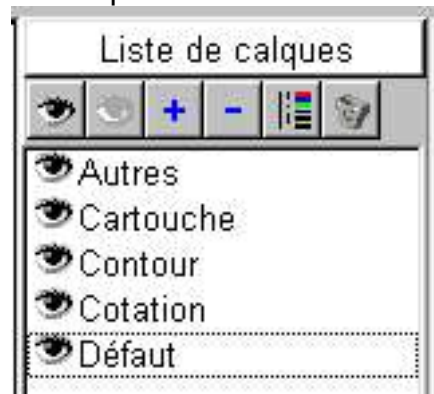 Liste de calques
Autres
Cartouche
Contour
Cotation
Défaut